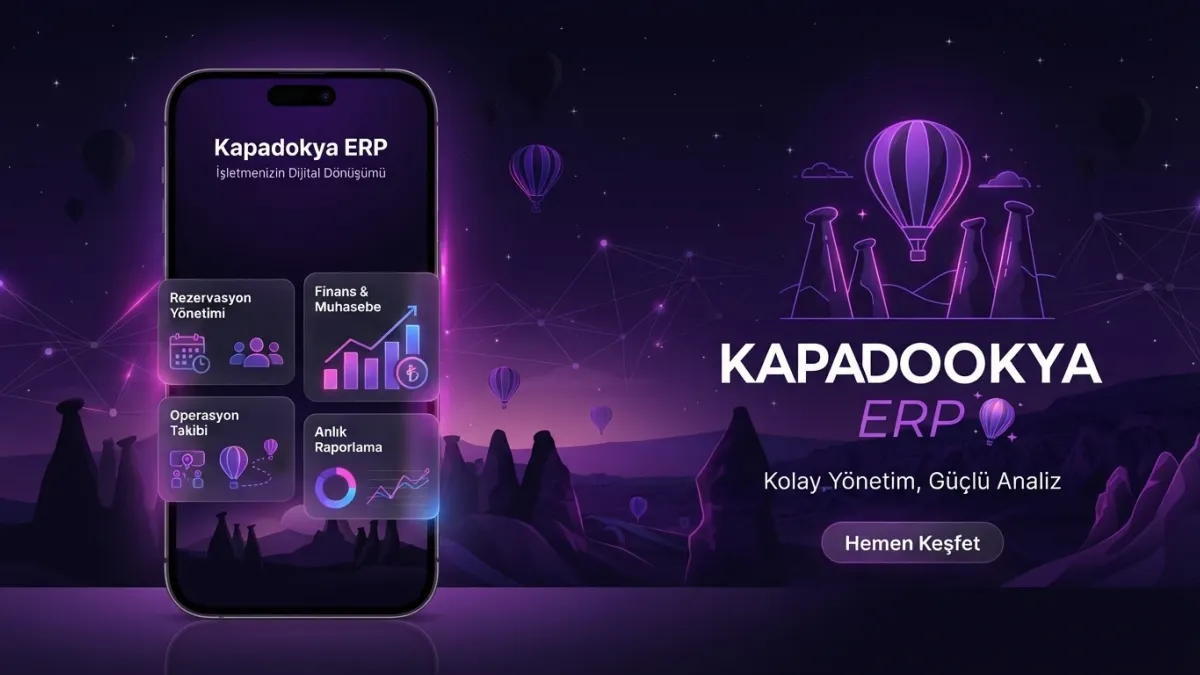 Kapadokya ERP
İşletmenizin Dijital Dönüşümü
Rezervasyon
Yönetimi
Finans &
Muhasebe
₺
Operasyon
Takibi
Anlık
Raporlama
KAPADOOKYA
ERP
Kolay Yönetim, Güçlü Analiz
Hemen Keşfet